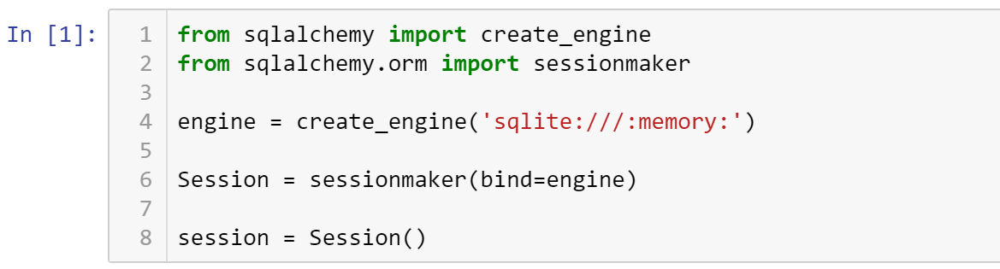 In [1]:
1 from sqlalchemy import create_engine
2 from sqlalchemy.orm import sessionmaker
3
4 engine = create_engine('sqlite:///:memory:')
5
6 Session = sessionmaker(bind=engine)
7
8 session = Session()